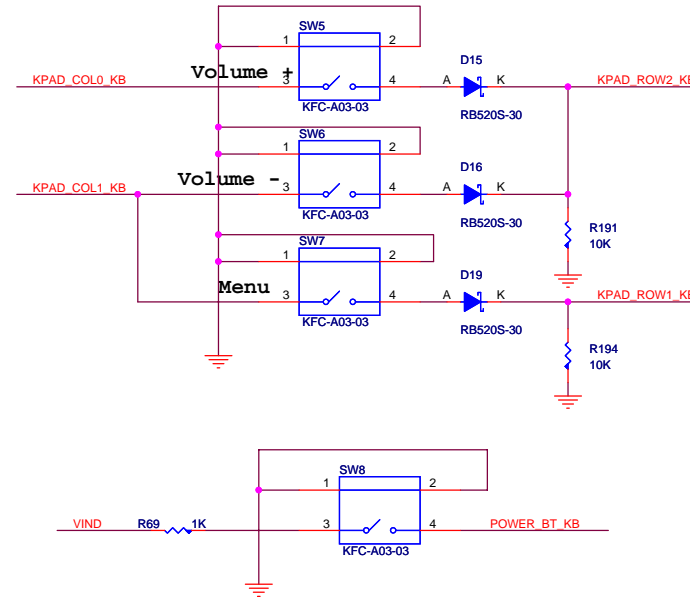 SW5
1 2
D15
Volume +
KPAD_COL0_KB 3 4 A K KPAD_ROW2_KB
KFC-A03-03 RB520S-30
SW6
1 2
D16
Volume -
KPAD_COL1_KB 3 4 A K
KFC-A03-03 RB520S-30
R191
10K
SW7
1 2
D19
Menu
3 4 A K KPAD_ROW1_KB
KFC-A03-03 RB520S-30
R194
10K
SW8
1 2
VIND R69 1K 3 4 POWER_BT_KB
KFC-A03-03